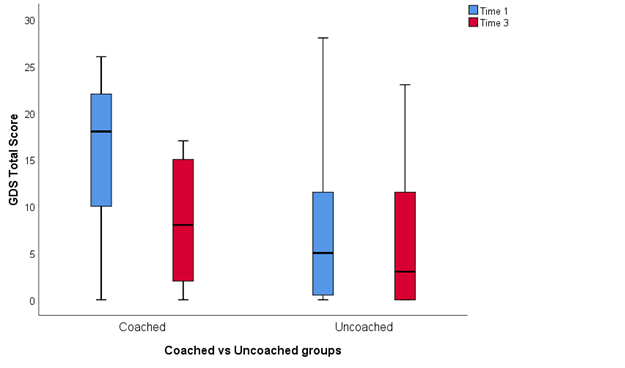 Time 1
Time 3
30
25
20
15
10
5
0
GDS Total Score
Coached
Uncoached
Coached vs Uncoached groups